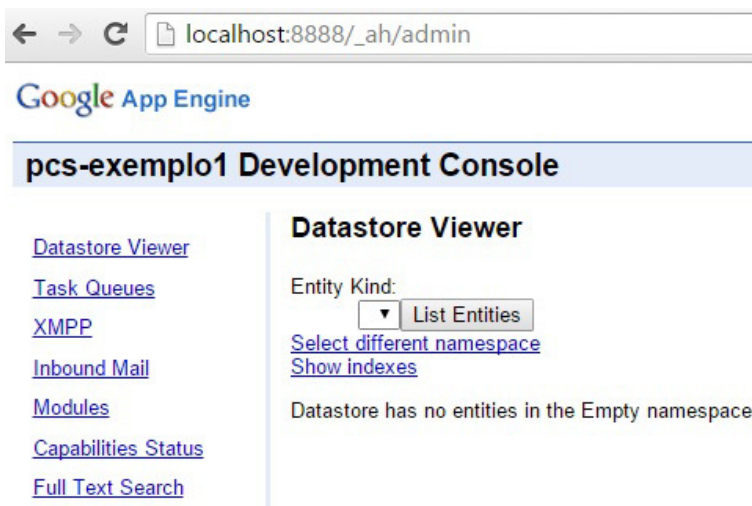 localhost:8888/_ah/admin
Google App Engine
pcs-exemplo1 Development Console
Datastore Viewer
Task Queues
XMPP
Inbound Mail
Modules
Capabilities Status
Full Text Search
Datastore Viewer
Entity Kind:
List Entities
Select different namespace
Show indexes
Datastore has no entities in the Empty namespace